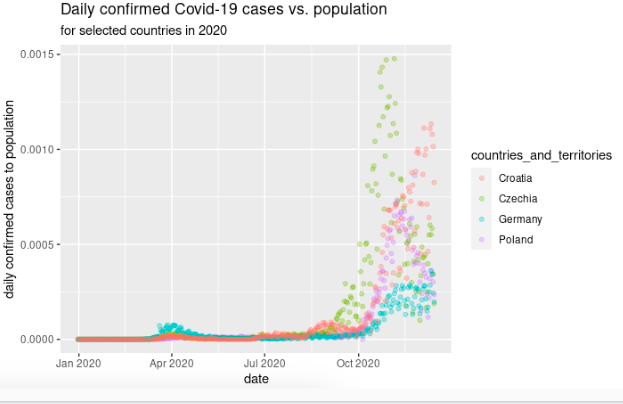 Daily confirmed Covid-19 cases vs. population
for selected countries in 2020
daily confirmed cases to population
0.0015
0.0010
0.0005
0.0000
Jan 2020
Apr 2020
Jul 2020
Oct 2020
date
countries_and_territories
Croatia
Czechia
Germany
Poland